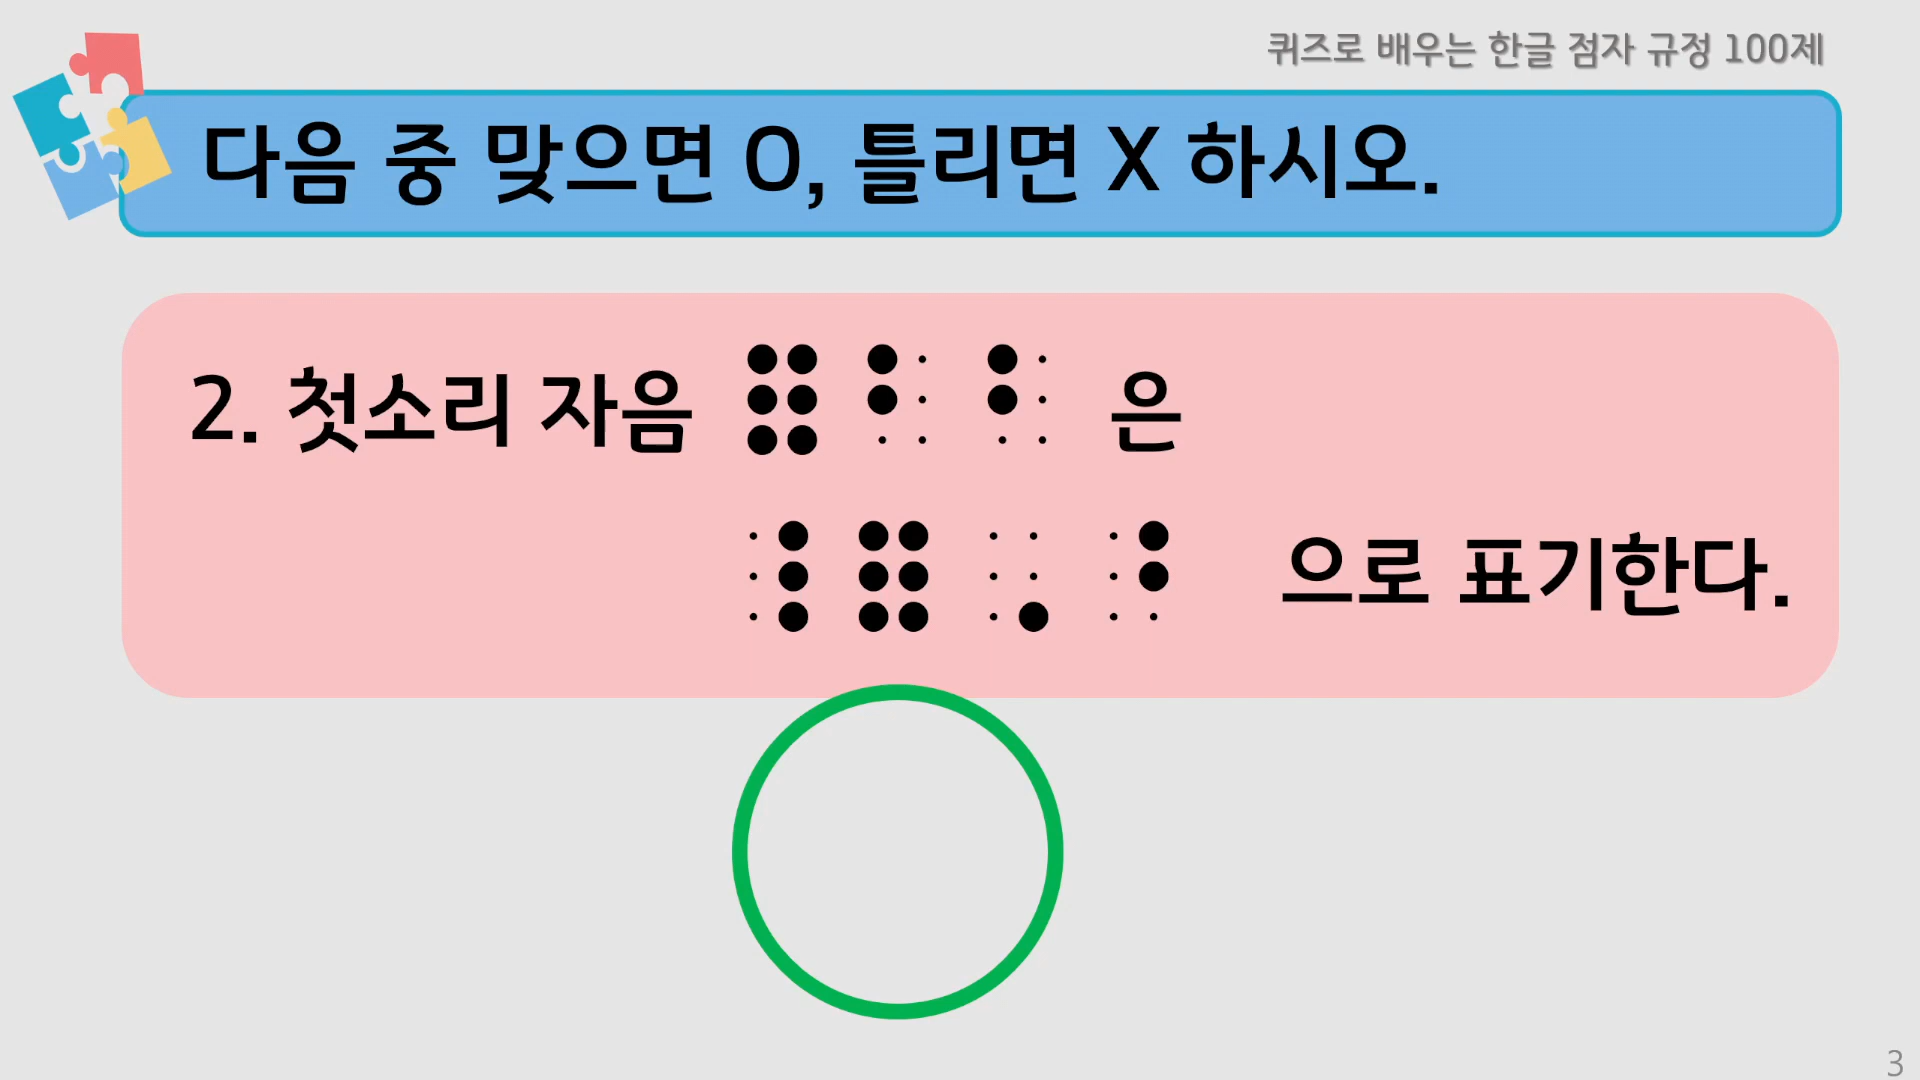 퀴즈로 배우는 한글 점자 규정 100제
다음 중 맞으면 O, 틀리면 X 하시오.
2. 첫소리 자음 ⠿ ⠃ ⠃ 은
⠸ ⠿ ⠠ ⠘ 으로 표기한다.
3